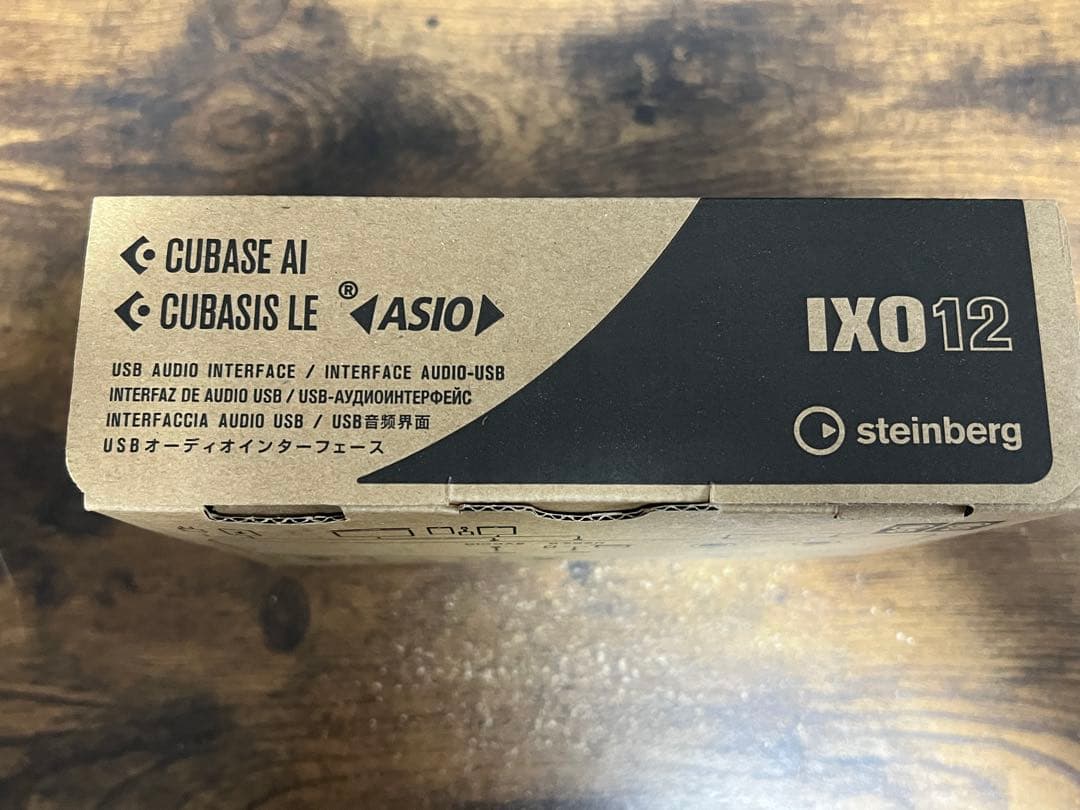 CUBASE AI
CUBASIS LE ® ASIO
USB AUDIO INTERFACE / INTERFACE AUDIO-USB
INTERFAZ DE AUDIO USB / USB-АУДИОИНТЕРФЕЙС
INTERFACCIA AUDIO USB / USB音频界面
USBオーディオインターフェース
IXO12
steinberg